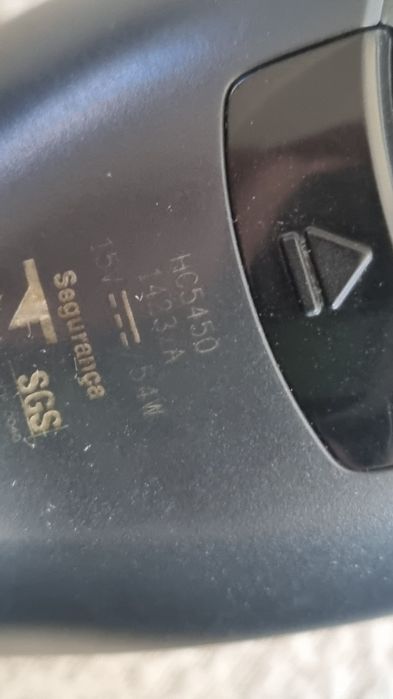 HC5450
1423 A
15V ⎓ / 5.4W
Segurança
SGS